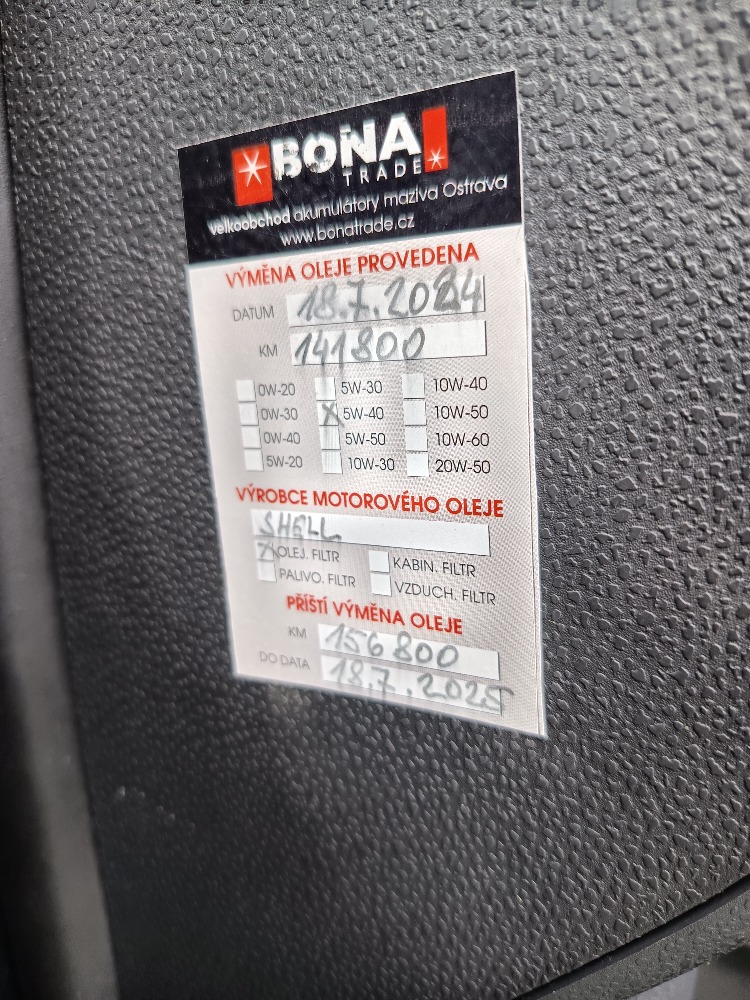 BONA
TRADE
velkoobchod akumulátory maziva Ostrava
www.bonatrade.cz
VÝMĚNA OLEJE PROVEDENA
DATUM 18.7.2024
KM 141800
0W-20 5W-30 10W-40
0W-30 X 5W-40 10W-50
0W-40 5W-50 10W-60
5W-20 10W-30 20W-50
VÝROBCE MOTOROVÉHO OLEJE
SHELL
X OLEJ. FILTR KABIN. FILTR
PALIVO. FILTR VZDUCH. FILTR
PŘÍŠTÍ VÝMĚNA OLEJE
KM 156800
DO DATA 18.7.2025